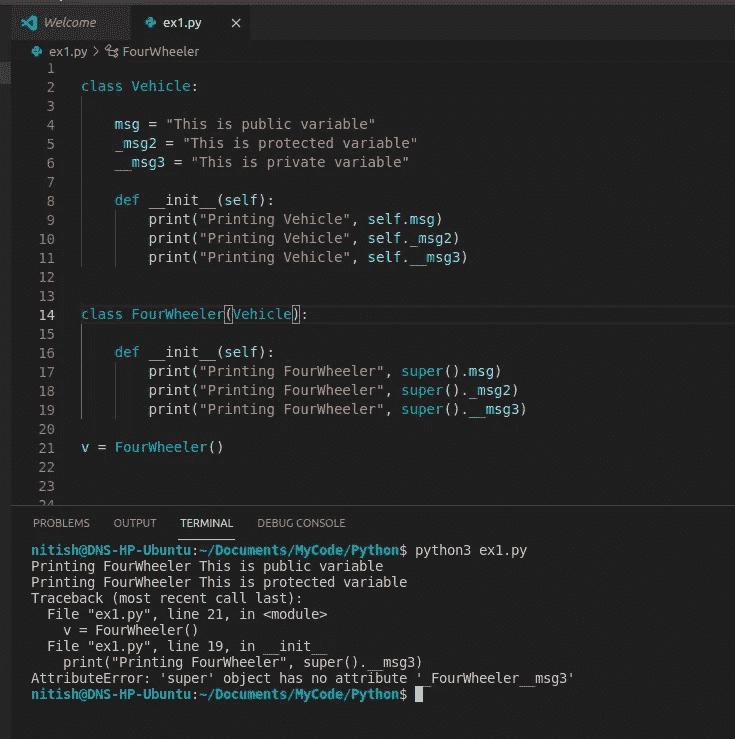 Welcome
ex1.py
ex1.py > FourWheeler
1
2 class Vehicle:
3
4 msg = "This is public variable"
5 _msg2 = "This is protected variable"
6 __msg3 = "This is private variable"
7
8 def __init__(self):
9 print("Printing Vehicle", self.msg)
10 print("Printing Vehicle", self._msg2)
11 print("Printing Vehicle", self.__msg3)
12
13
14 class FourWheeler(Vehicle):
15
16 def __init__(self):
17 print("Printing FourWheeler", super().msg)
18 print("Printing FourWheeler", super()._msg2)
19 print("Printing FourWheeler", super().__msg3)
20
21 v = FourWheeler()
22
23
24
PROBLEMS OUTPUT TERMINAL DEBUG CONSOLE
nitish@DNS-HP-Ubuntu:~/Documents/MyCode/Python$ python3 ex1.py
Printing FourWheeler This is public variable
Printing FourWheeler This is protected variable
Traceback (most recent call last):
File "ex1.py", line 21, in <module>
v = FourWheeler()
File "ex1.py", line 19, in __init__
print("Printing FourWheeler", super().__msg3)
AttributeError: 'super' object has no attribute '_FourWheeler__msg3'
nitish@DNS-HP-Ubuntu:~/Documents/MyCode/Python$